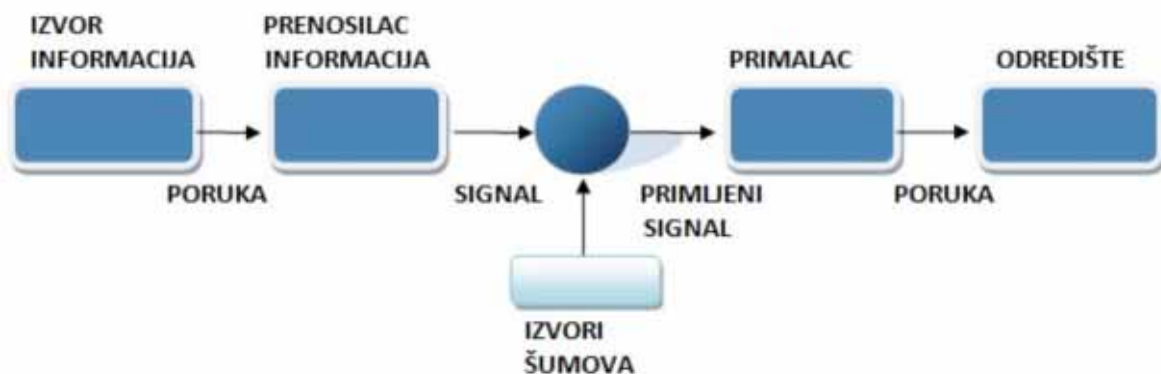 IZVOR
INFORMACIJA
PRENOSILAC
INFORMACIJA
PRIMALAC
ODREDIŠTE
PORUKA
SIGNAL
PRIMLJENI
SIGNAL
PORUKA
IZVORI
ŠUMOVA